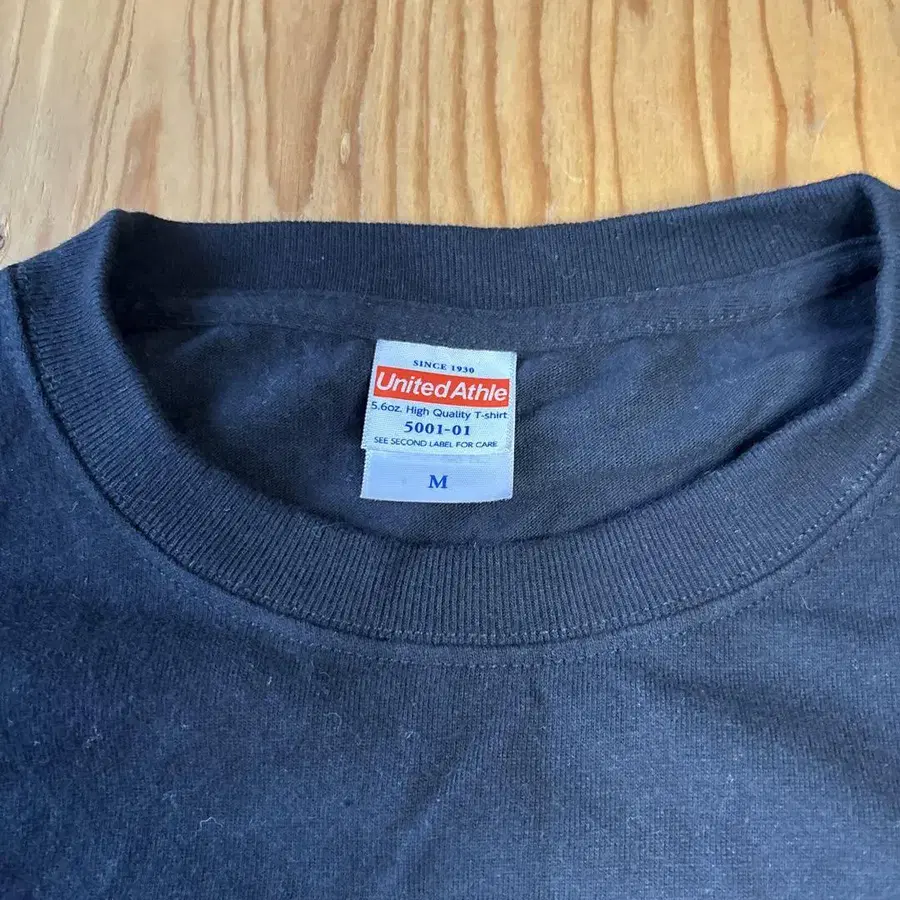 SINCE 1930
United Athle
5.6oz. High Quality T-shirt
5001-01
SEE SECOND LABEL FOR CARE
M